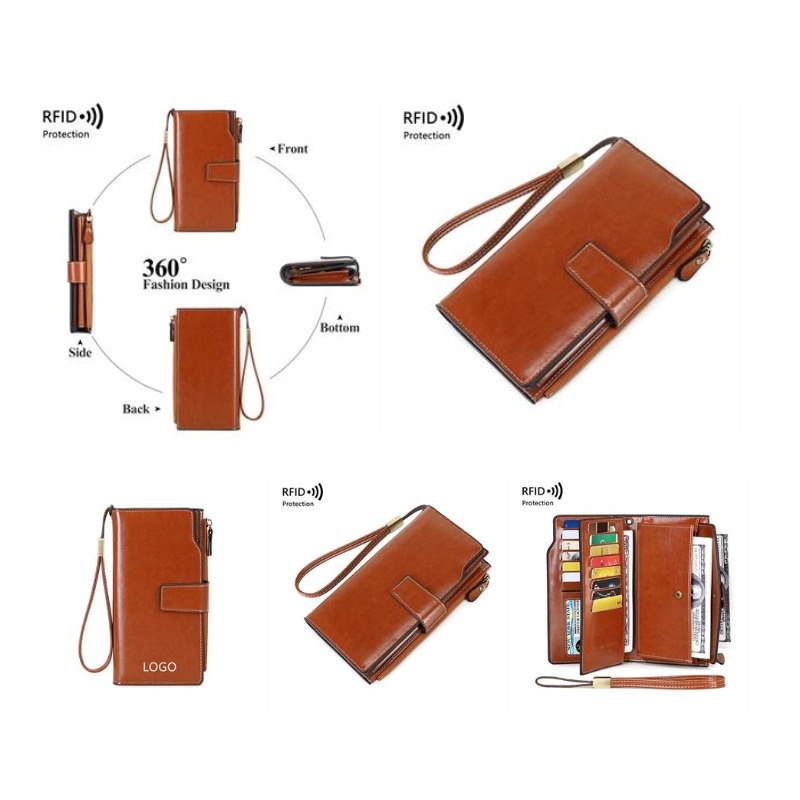 RFID
Protection
Front
360°
Fashion Design
Bottom
Side
Back
RFID
Protection
LOGO
RFID
Protection
RFID
Protection